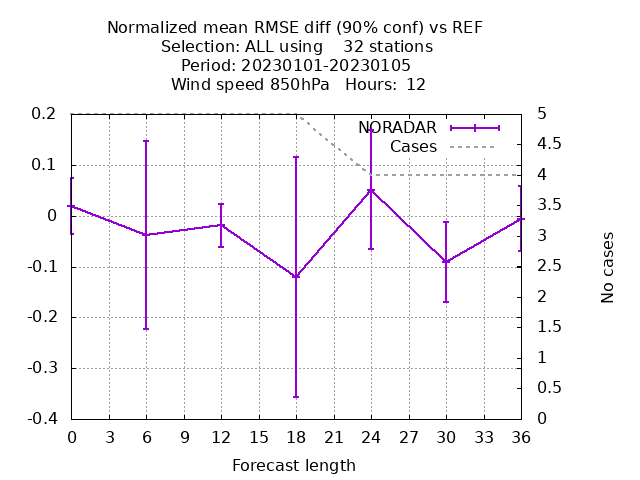 Normalized mean RMSE diff (90% conf) vs REF
Selection: ALL using    32 stations
Period: 20230101-20230105
Wind speed 850hPa   Hours: 12
NORADAR
Cases
0.2
0.1
0
-0.1
-0.2
-0.3
-0.4
5
4.5
4
3.5
3
2.5
2
1.5
1
0.5
0
No cases
0 3 6 9 12 15 18 21 24 27 30 33 36
Forecast length